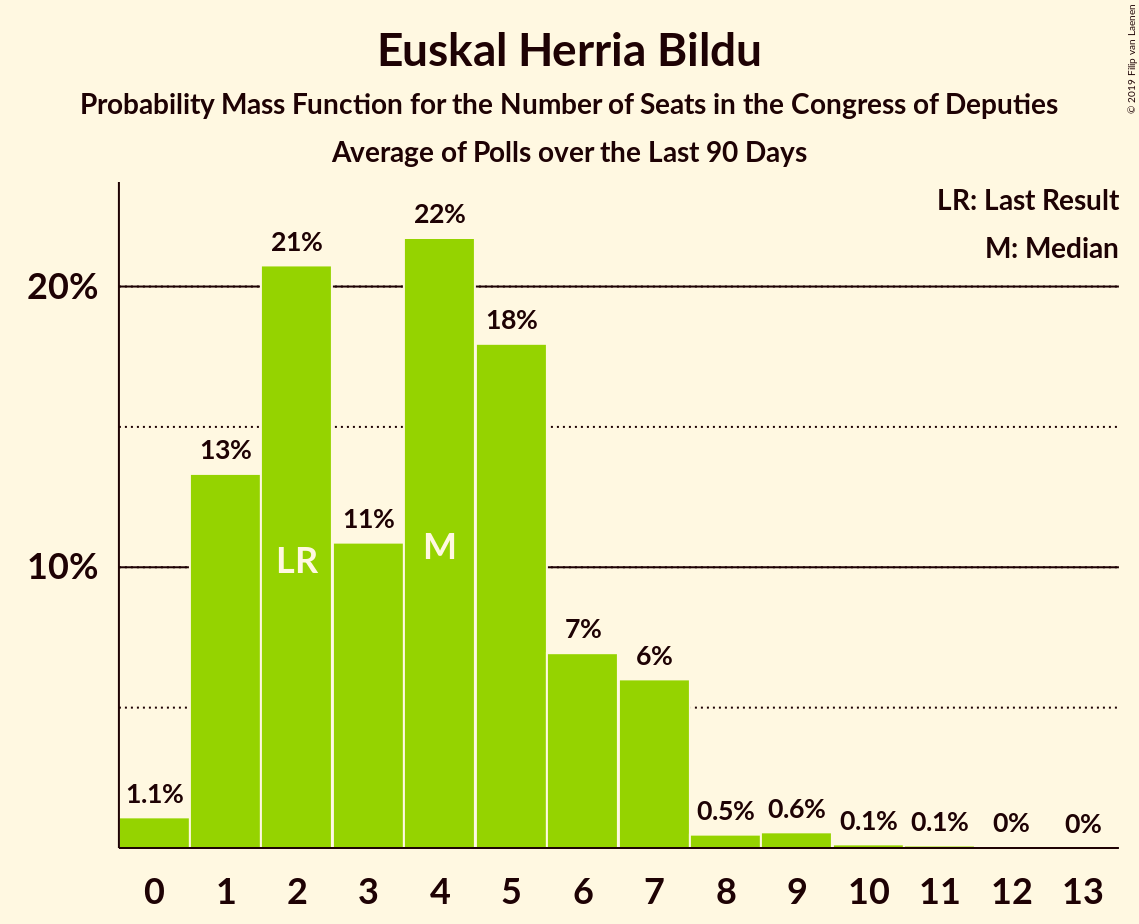 Euskal Herria Bildu
Probability Mass Function for the Number of Seats in the Congress of Deputies
Average of Polls over the Last 90 Days
© 2019 Filip van Laenen
LR: Last Result
M: Median
20%
10%
1.1%
13%
21%
11%
22%
18%
7%
6%
0.5%
0.6%
0.1%
0.1%
0%
0%
LR
M
0 1 2 3 4 5 6 7 8 9 10 11 12 13